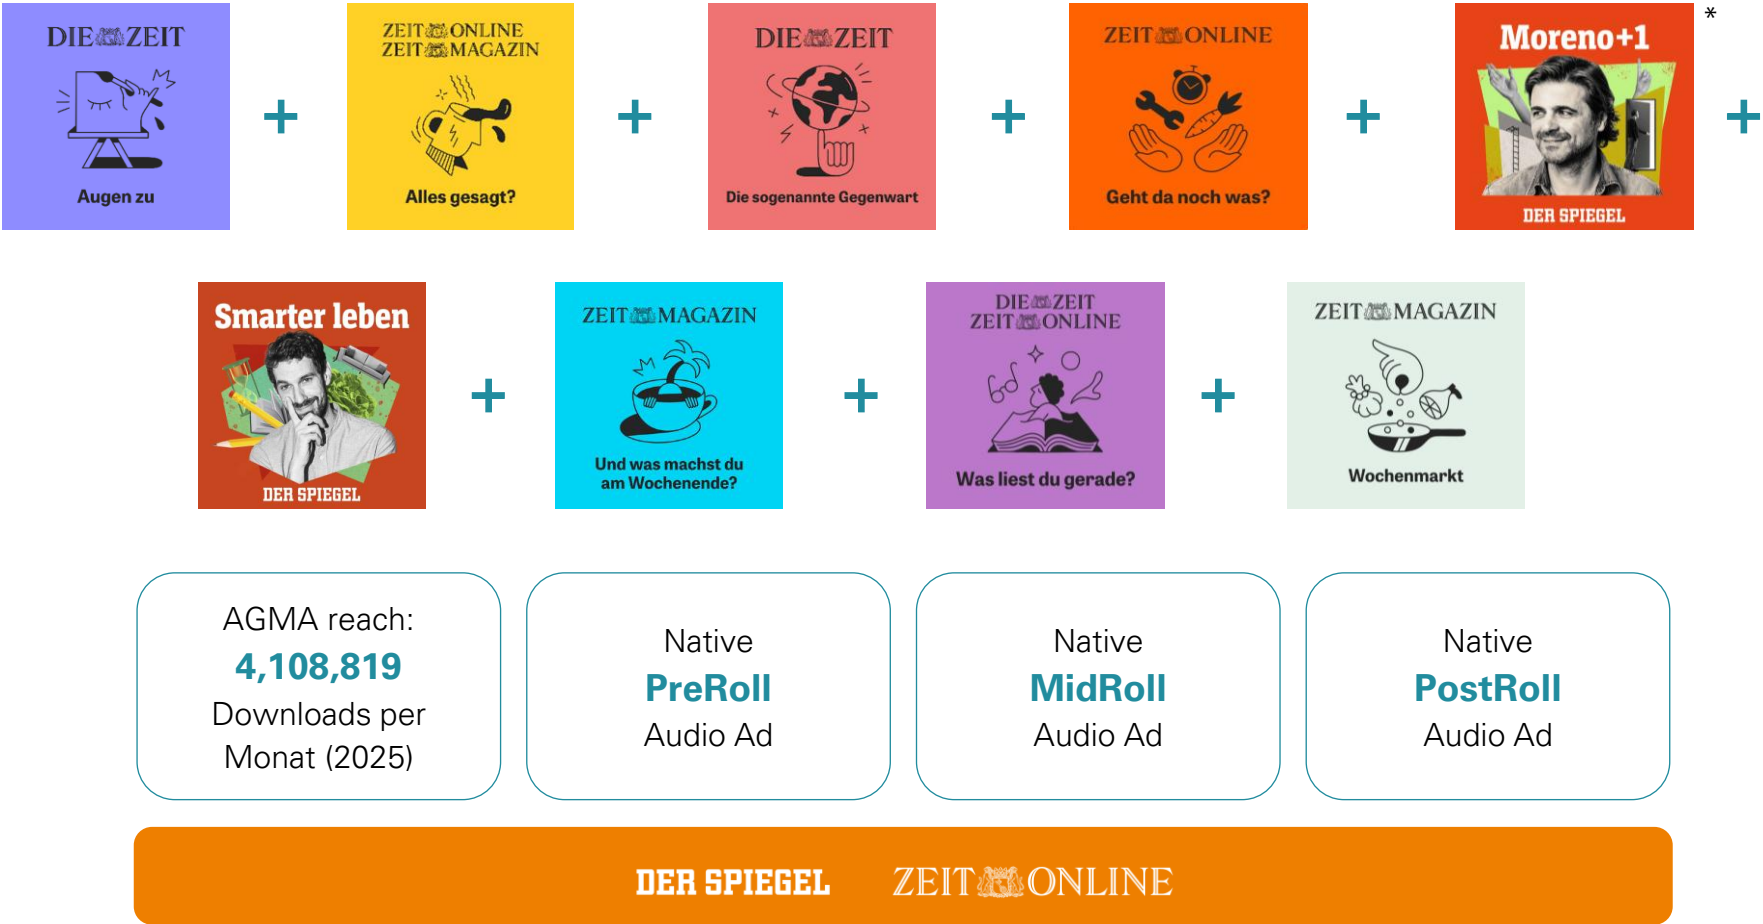 DIE ZEIT
Augen zu
+
ZEIT ONLINE
ZEIT MAGAZIN
Alles gesagt?
+
DIE ZEIT
Die sogenannte Gegenwart
+
ZEIT ONLINE
Geht da noch was?
+
Moreno+1
DER SPIEGEL
*
+
Smarter leben
DER SPIEGEL
+
ZEIT MAGAZIN
Und was machst du
am Wochenende?
+
DIE ZEIT
ZEIT ONLINE
Was liest du gerade?
+
ZEIT MAGAZIN
Wochenmarkt
AGMA reach:
4,108,819
Downloads per
Monat (2025)
Native
PreRoll
Audio Ad
Native
MidRoll
Audio Ad
Native
PostRoll
Audio Ad
DER SPIEGEL
ZEIT ONLINE